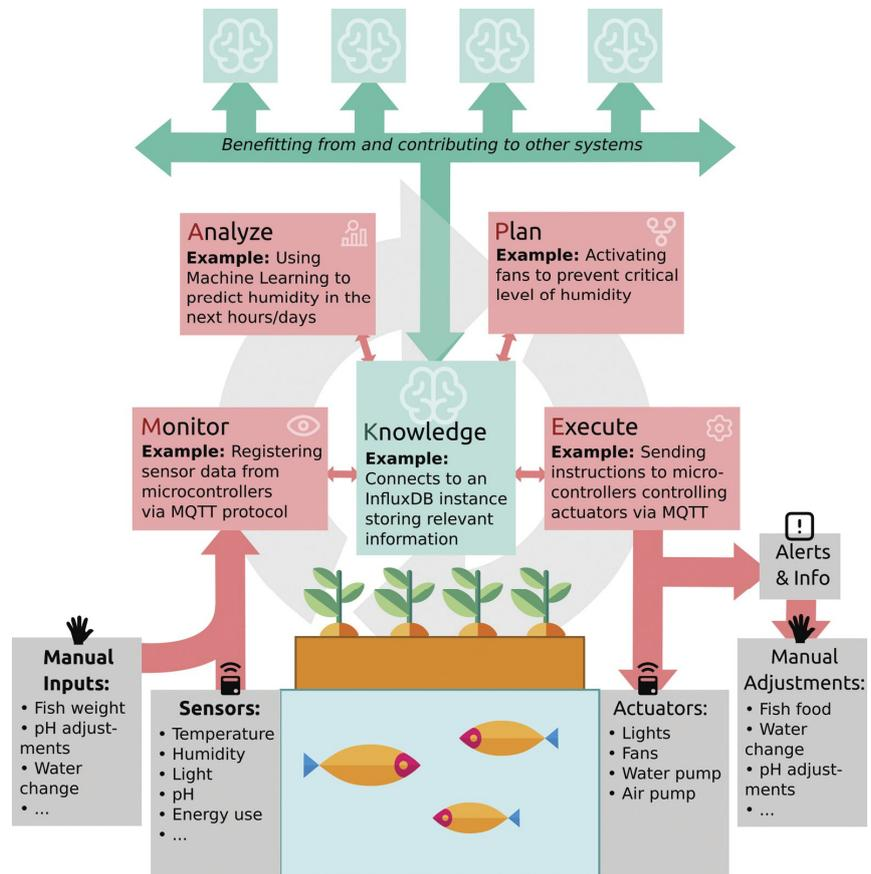 Benefitting from and contributing to other systems
Analyze
Example: Using
Machine Learning to
predict humidity in the
next hours/days
Plan
Example: Activating
fans to prevent critical
level of humidity
Monitor
Example: Registering
sensor data from
microcontrollers
via MQTT protocol
Knowledge
Example:
Connects to an
InfluxDB instance
storing relevant
information
Execute
Example: Sending
instructions to micro-
controllers controlling
actuators via MQTT
Alerts
& Info
Manual
Inputs:
• Fish weight
• pH adjust-
ments
• Water
change
• ...
Sensors:
• Temperature
• Humidity
• Light
• pH
• Energy use
• ...
Actuators:
• Lights
• Fans
• Water pump
• Air pump
Manual
Adjustments:
• Fish food
• Water
change
• pH adjust-
ments
• ...